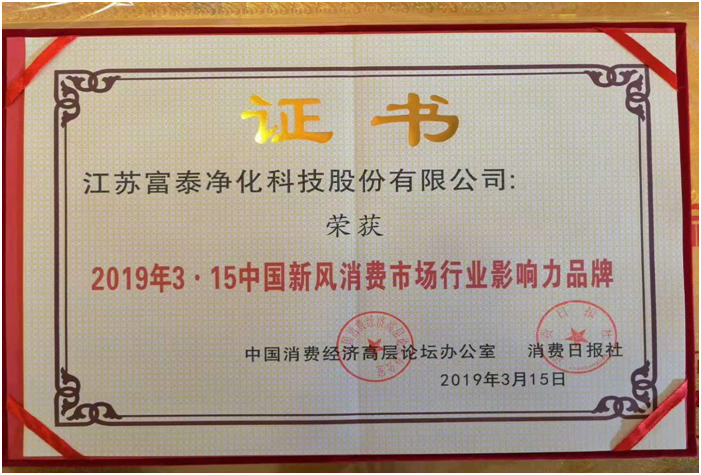 证书
江苏富泰净化科技股份有限公司:
荣获
2019年3·15中国新风消费市场行业影响力品牌
中国消费经济高层论坛办公室 消费日报社
2019年3月15日